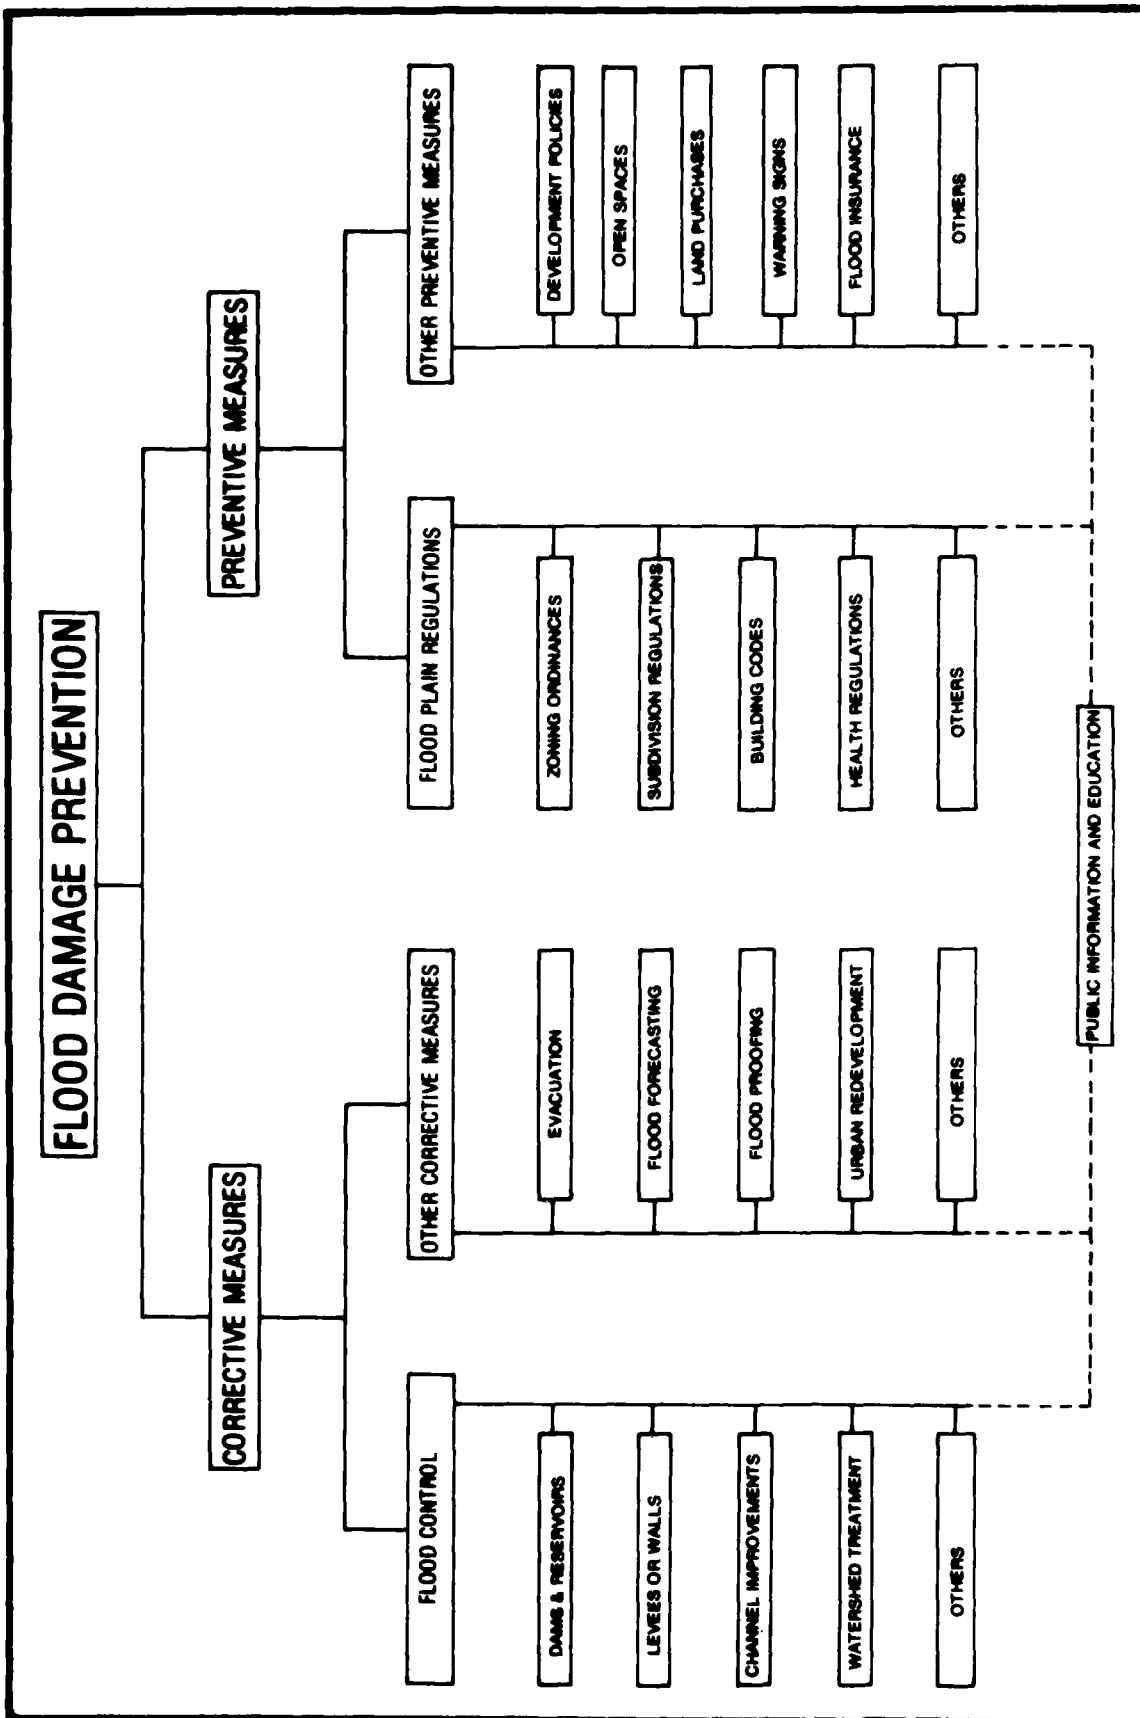 FLOOD DAMAGE PREVENTION
CORRECTIVE MEASURES
PREVENTIVE MEASURES
FLOOD CONTROL
OTHER CORRECTIVE MEASURES
FLOOD PLAIN REGULATIONS
OTHER PREVENTIVE MEASURES
DAMS & RESERVOIRS
LEVEES OR WALLS
CHANNEL IMPROVEMENTS
WATERSHED TREATMENT
OTHERS
EVACUATION
FLOOD FORECASTING
FLOOD PROOFING
URBAN REDEVELOPMENT
OTHERS
ZONING ORDINANCES
SUBDIVISION REGULATIONS
BUILDING CODES
HEALTH REGULATIONS
OTHERS
DEVELOPMENT POLICIES
OPEN SPACES
LAND PURCHASES
WARNING SIGNS
FLOOD INSURANCE
OTHERS
PUBLIC INFORMATION AND EDUCATION